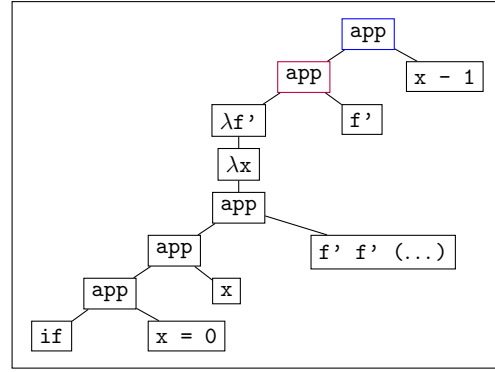 app
app
x - 1
λf'
f'
λx
app
app
f' f' (...)
app
x
if
x = 0